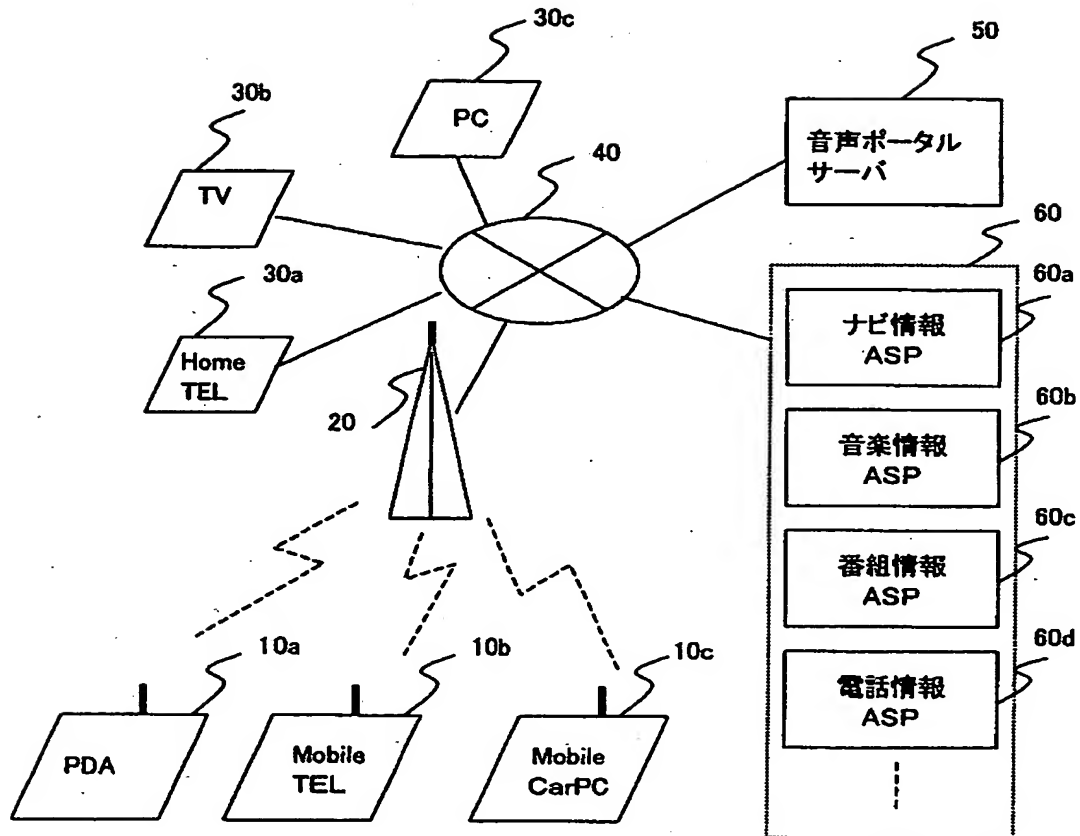 30c
50
30b
PC
音声ポータル
サーバ
40
TV
60
30a
60a
ナビ情報
ASP
Home
TEL
20
60b
音楽情報
ASP
60c
番組情報
ASP
60d
10a
10b
10c
電話情報
ASP
PDA
Mobile
TEL
Mobile
CarPC